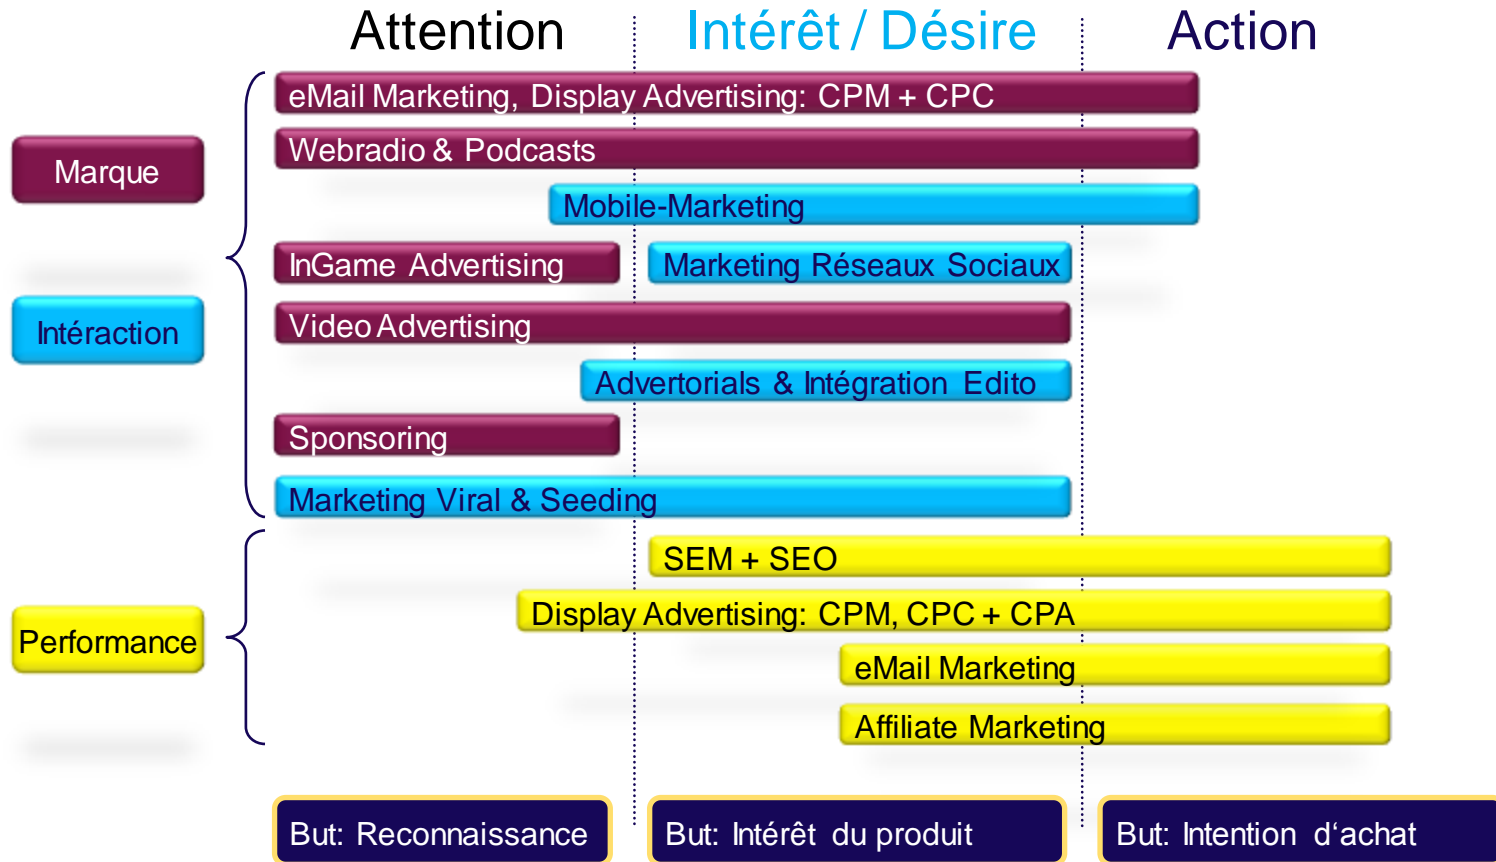 Attention
Intérêt / Désire
Action
eMail Marketing, Display Advertising: CPM + CPC
Webradio & Podcasts
Marque
Mobile-Marketing
InGame Advertising
Marketing Réseaux Sociaux
Intéraction
Video Advertising
Advertorials & Intégration Edito
Sponsoring
Marketing Viral & Seeding
SEM + SEO
Display Advertising: CPM, CPC + CPA
Performance
eMail Marketing
Affiliate Marketing
But: Reconnaissance
But: Intérêt du produit
But: Intention d‘achat